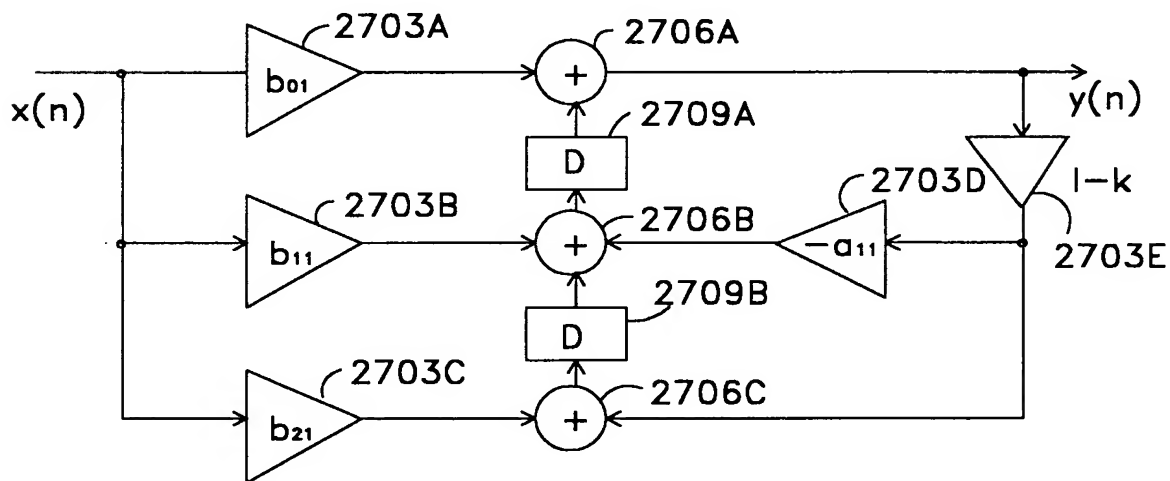 2703A
2706A
b01
+
x(n)
y(n)
2709A
D
2703D
1-k
2703B
2706B
b11
+
-a11
2703E
2709B
D
2703C
2706C
b21
+